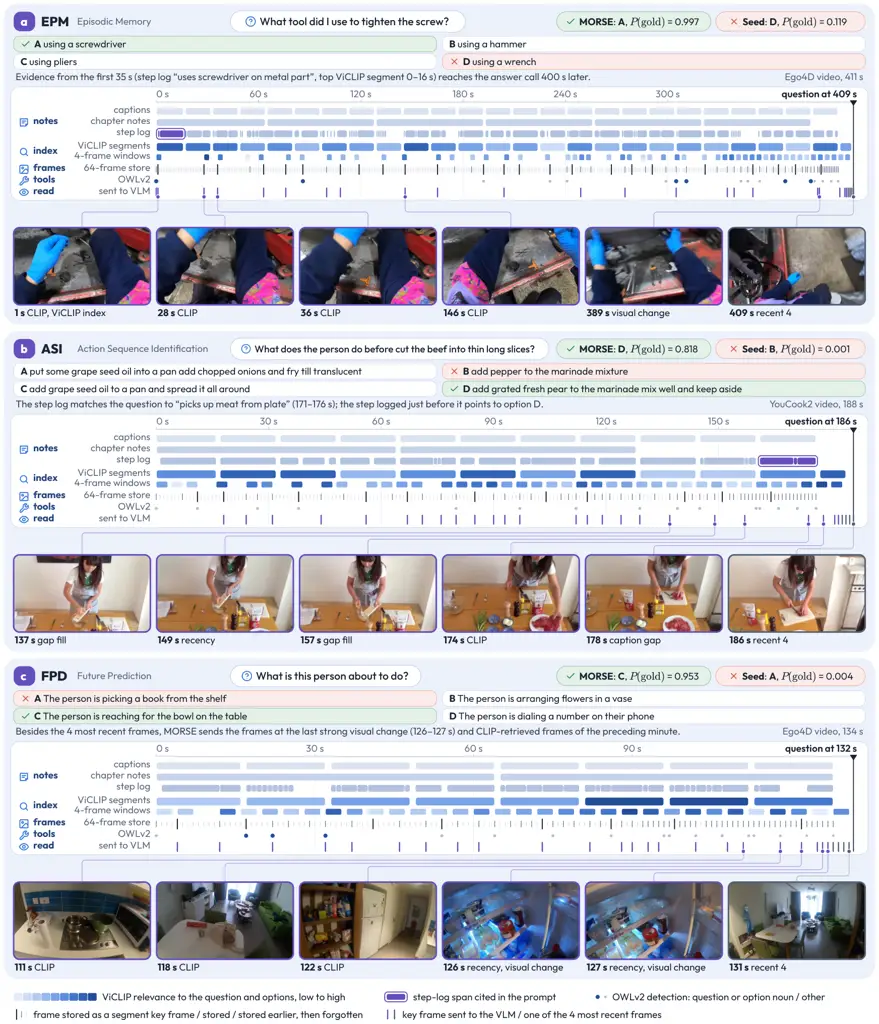 a EPM Episodic Memory What tool did I use to tighten the screw? MORSE: A, P(gold) = 0.997 Seed: D, P(gold) = 0.119
A using a screwdriver B using a hammer
C using pliers D using a wrench
Evidence from the first 35 s (step log "uses screwdriver on metal part", top ViCLIP segment 0–16 s) reaches the answer call 400 s later. Ego4D video, 411 s
0 s 60 s 120 s 180 s 240 s 300 s question at 409 s
captions
notes chapter notes
step log
index ViCLIP segments
4-frame windows
frames 64-frame store
tools OWLv2
read sent to VLM
1 s CLIP, ViCLIP index 28 s CLIP 36 s CLIP 146 s CLIP 389 s visual change 409 s recent 4
b ASI Action Sequence Identification What does the person do before cut the beef into thin long slices? MORSE: D, P(gold) = 0.818 Seed: B, P(gold) = 0.001
A put some grape seed oil into a pan add chopped onions and fry till translucent B add pepper to the marinade mixture
C add grape seed oil to a pan and spread it all around D add grated fresh pear to the marinade mix well and keep aside
The step log matches the question to "picks up meat from plate" (171–176 s); the step logged just before it points to option D. YouCook2 video, 188 s
0 s 30 s 60 s 90 s 120 s 150 s question at 186 s
captions
notes chapter notes
step log
index ViCLIP segments
4-frame windows
frames 64-frame store
tools OWLv2
read sent to VLM
137 s gap fill 149 s recency 157 s gap fill 174 s CLIP 178 s caption gap 186 s recent 4
c FPD Future Prediction What is this person about to do? MORSE: C, P(gold) = 0.953 Seed: A, P(gold) = 0.004
A The person is picking a book from the shelf B The person is arranging flowers in a vase
C The person is reaching for the bowl on the table D The person is dialing a number on their phone
Besides the 4 most recent frames, MORSE sends the frames at the last strong visual change (126–127 s) and CLIP-retrieved frames of the preceding minute. Ego4D video, 134 s
0 s 30 s 60 s 90 s question at 132 s
captions
notes chapter notes
step log
index ViCLIP segments
4-frame windows
frames 64-frame store
tools OWLv2
read sent to VLM
111 s CLIP 118 s CLIP 122 s CLIP 126 s recency, visual change 127 s recency, visual change 131 s recent 4
ViCLIP relevance to the question and options, low to high step-log span cited in the prompt OWLv2 detection: question or option noun / other
frame stored as a segment key frame / stored / stored earlier, then forgotten key frame sent to the VLM / one of the 4 most recent frames